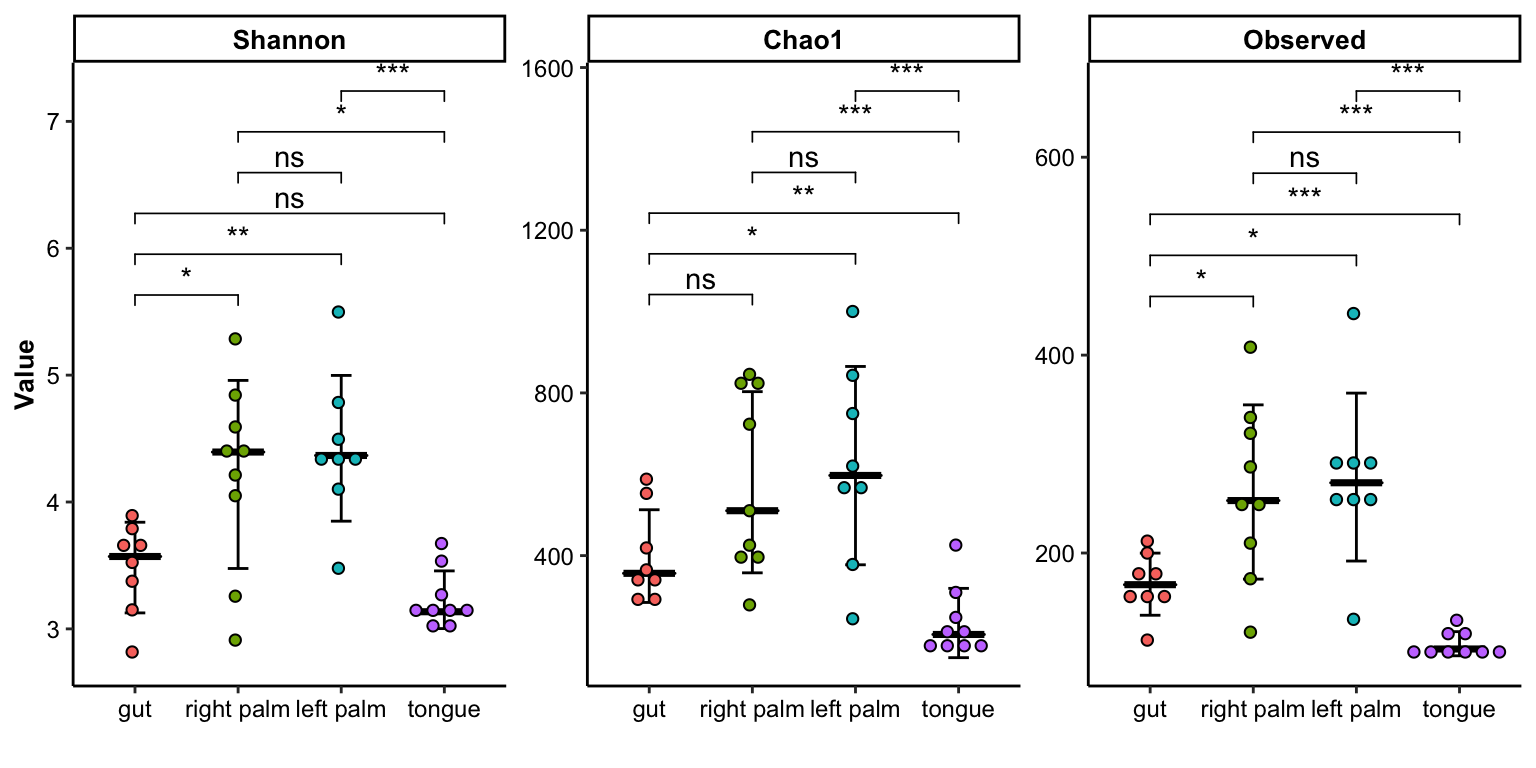 Shannon
Chao1
Observed
Value
7
6
5
4
3
***
*
ns
ns
**
*
gut
right palm
left palm
tongue
1600
1200
800
400
***
***
ns
**
*
ns
gut
right palm
left palm
tongue
600
400
200
***
***
ns
***
*
*
gut
right palm
left palm
tongue